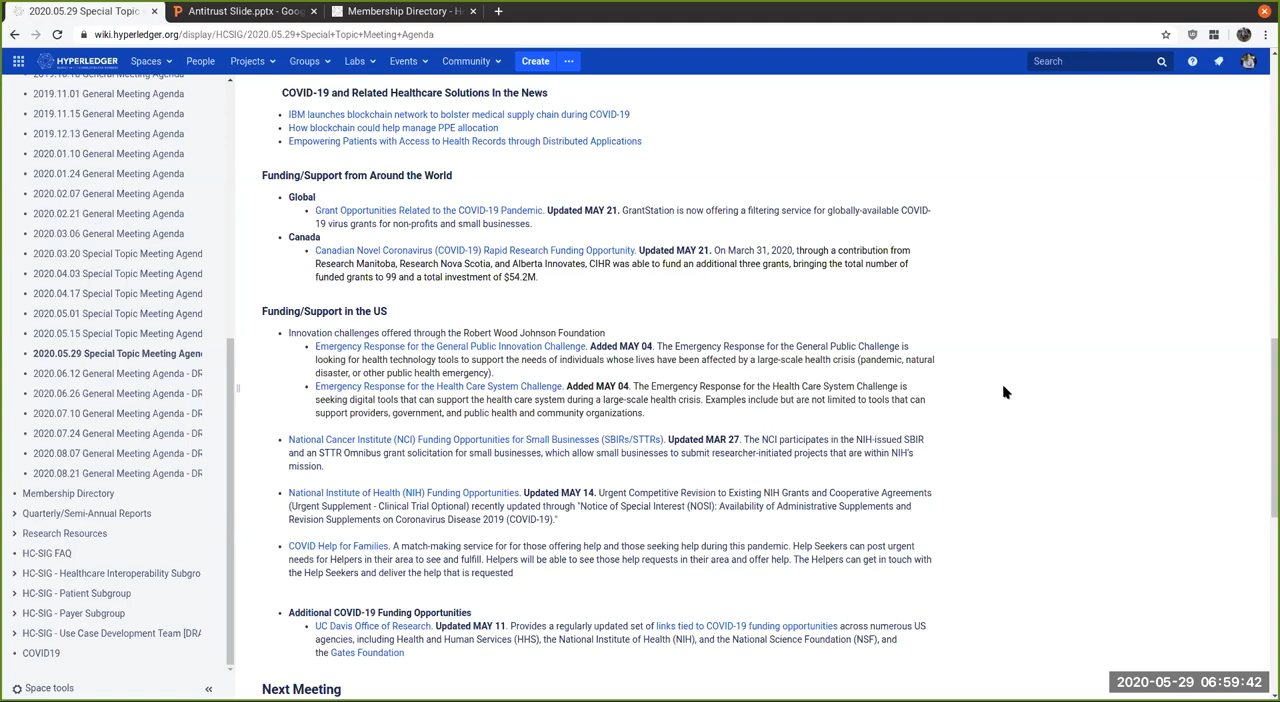 2020.05.29 Special Topic
Antitrust Slide.pptx - Goo
Membership Directory - H
wiki.hyperledger.org/display/HCSIG/2020.05.29+Special+Topic+Meeting+Agenda
HYPERLEDGER
Spaces
People
Projects
Groups
Labs
Events
Community
Create
Search
2019.11.01 General Meeting Agenda
2019.11.15 General Meeting Agenda
2019.12.13 General Meeting Agenda
2020.01.10 General Meeting Agenda
2020.01.24 General Meeting Agenda
2020.02.07 General Meeting Agenda
2020.02.21 General Meeting Agenda
2020.03.06 General Meeting Agenda
2020.03.20 Special Topic Meeting Agend
2020.04.03 Special Topic Meeting Agend
2020.04.17 Special Topic Meeting Agend
2020.05.01 Special Topic Meeting Agend
2020.05.15 Special Topic Meeting Agend
2020.05.29 Special Topic Meeting Agen
2020.06.12 General Meeting Agenda - DR
2020.06.26 General Meeting Agenda - DR
2020.07.10 General Meeting Agenda - DR
2020.07.24 General Meeting Agenda - DR
2020.08.07 General Meeting Agenda - DR
2020.08.21 General Meeting Agenda - DR
Membership Directory
Quarterly/Semi-Annual Reports
Research Resources
HC-SIG FAQ
HC-SIG - Healthcare Interoperability Subgro
HC-SIG - Patient Subgroup
HC-SIG - Payer Subgroup
HC-SIG - Use Case Development Team [DRA
COVID19
Space tools
COVID-19 and Related Healthcare Solutions In the News
IBM launches blockchain network to bolster medical supply chain during COVID-19
How blockchain could help manage PPE allocation
Empowering Patients with Access to Health Records through Distributed Applications
Funding/Support from Around the World
Global
Grant Opportunities Related to the COVID-19 Pandemic. Updated MAY 21. GrantStation is now offering a filtering service for globally-available COVID-
19 virus grants for non-profits and small businesses.
Canada
Canadian Novel Coronavirus (COVID-19) Rapid Research Funding Opportunity. Updated MAY 21. On March 31, 2020, through a contribution from
Research Manitoba, Research Nova Scotia, and Alberta Innovates, CIHR was able to fund an additional three grants, bringing the total number of
funded grants to 99 and a total investment of $54.2M.
Funding/Support in the US
Innovation challenges offered through the Robert Wood Johnson Foundation
Emergency Response for the General Public Innovation Challenge. Added MAY 04. The Emergency Response for the General Public Challenge is
looking for health technology tools to support the needs of individuals whose lives have been affected by a large-scale health crisis (pandemic, natural
disaster, or other public health emergency).
Emergency Response for the Health Care System Challenge. Added MAY 04. The Emergency Response for the Health Care System Challenge is
seeking digital tools that can support the health care system during a large-scale health crisis. Examples include but are not limited to tools that can
support providers, government, and public health and community organizations.
National Cancer Institute (NCI) Funding Opportunities for Small Businesses (SBIRs/STTRs). Updated MAR 27. The NCI participates in the NIH-issued SBIR
and an STTR Omnibus grant solicitation for small businesses, which allow small businesses to submit researcher-initiated projects that are within NIH's
mission.
National Institute of Health (NIH) Funding Opportunities. Updated MAY 14. Urgent Competitive Revision to Existing NIH Grants and Cooperative Agreements
(Urgent Supplement - Clinical Trial Optional) recently updated through "Notice of Special Interest (NOSI): Availability of Administrative Supplements and
Revision Supplements on Coronavirus Disease 2019 (COVID-19)."
COVID Help for Families. A match-making service for for those offering help and those seeking help during this pandemic. Help Seekers can post urgent
needs for Helpers in their area to see and fulfill. Helpers will be able to see those help requests in their area and offer help. The Helpers can get in touch with
the Help Seekers and deliver the help that is requested
Additional COVID-19 Funding Opportunities
UC Davis Office of Research. Updated MAY 11. Provides a regularly updated set of links tied to COVID-19 funding opportunities across numerous US
agencies, including Health and Human Services (HHS), the National Institute of Health (NIH), and the National Science Foundation (NSF), and
the Gates Foundation
Next Meeting
2020-05-29 06:59:42